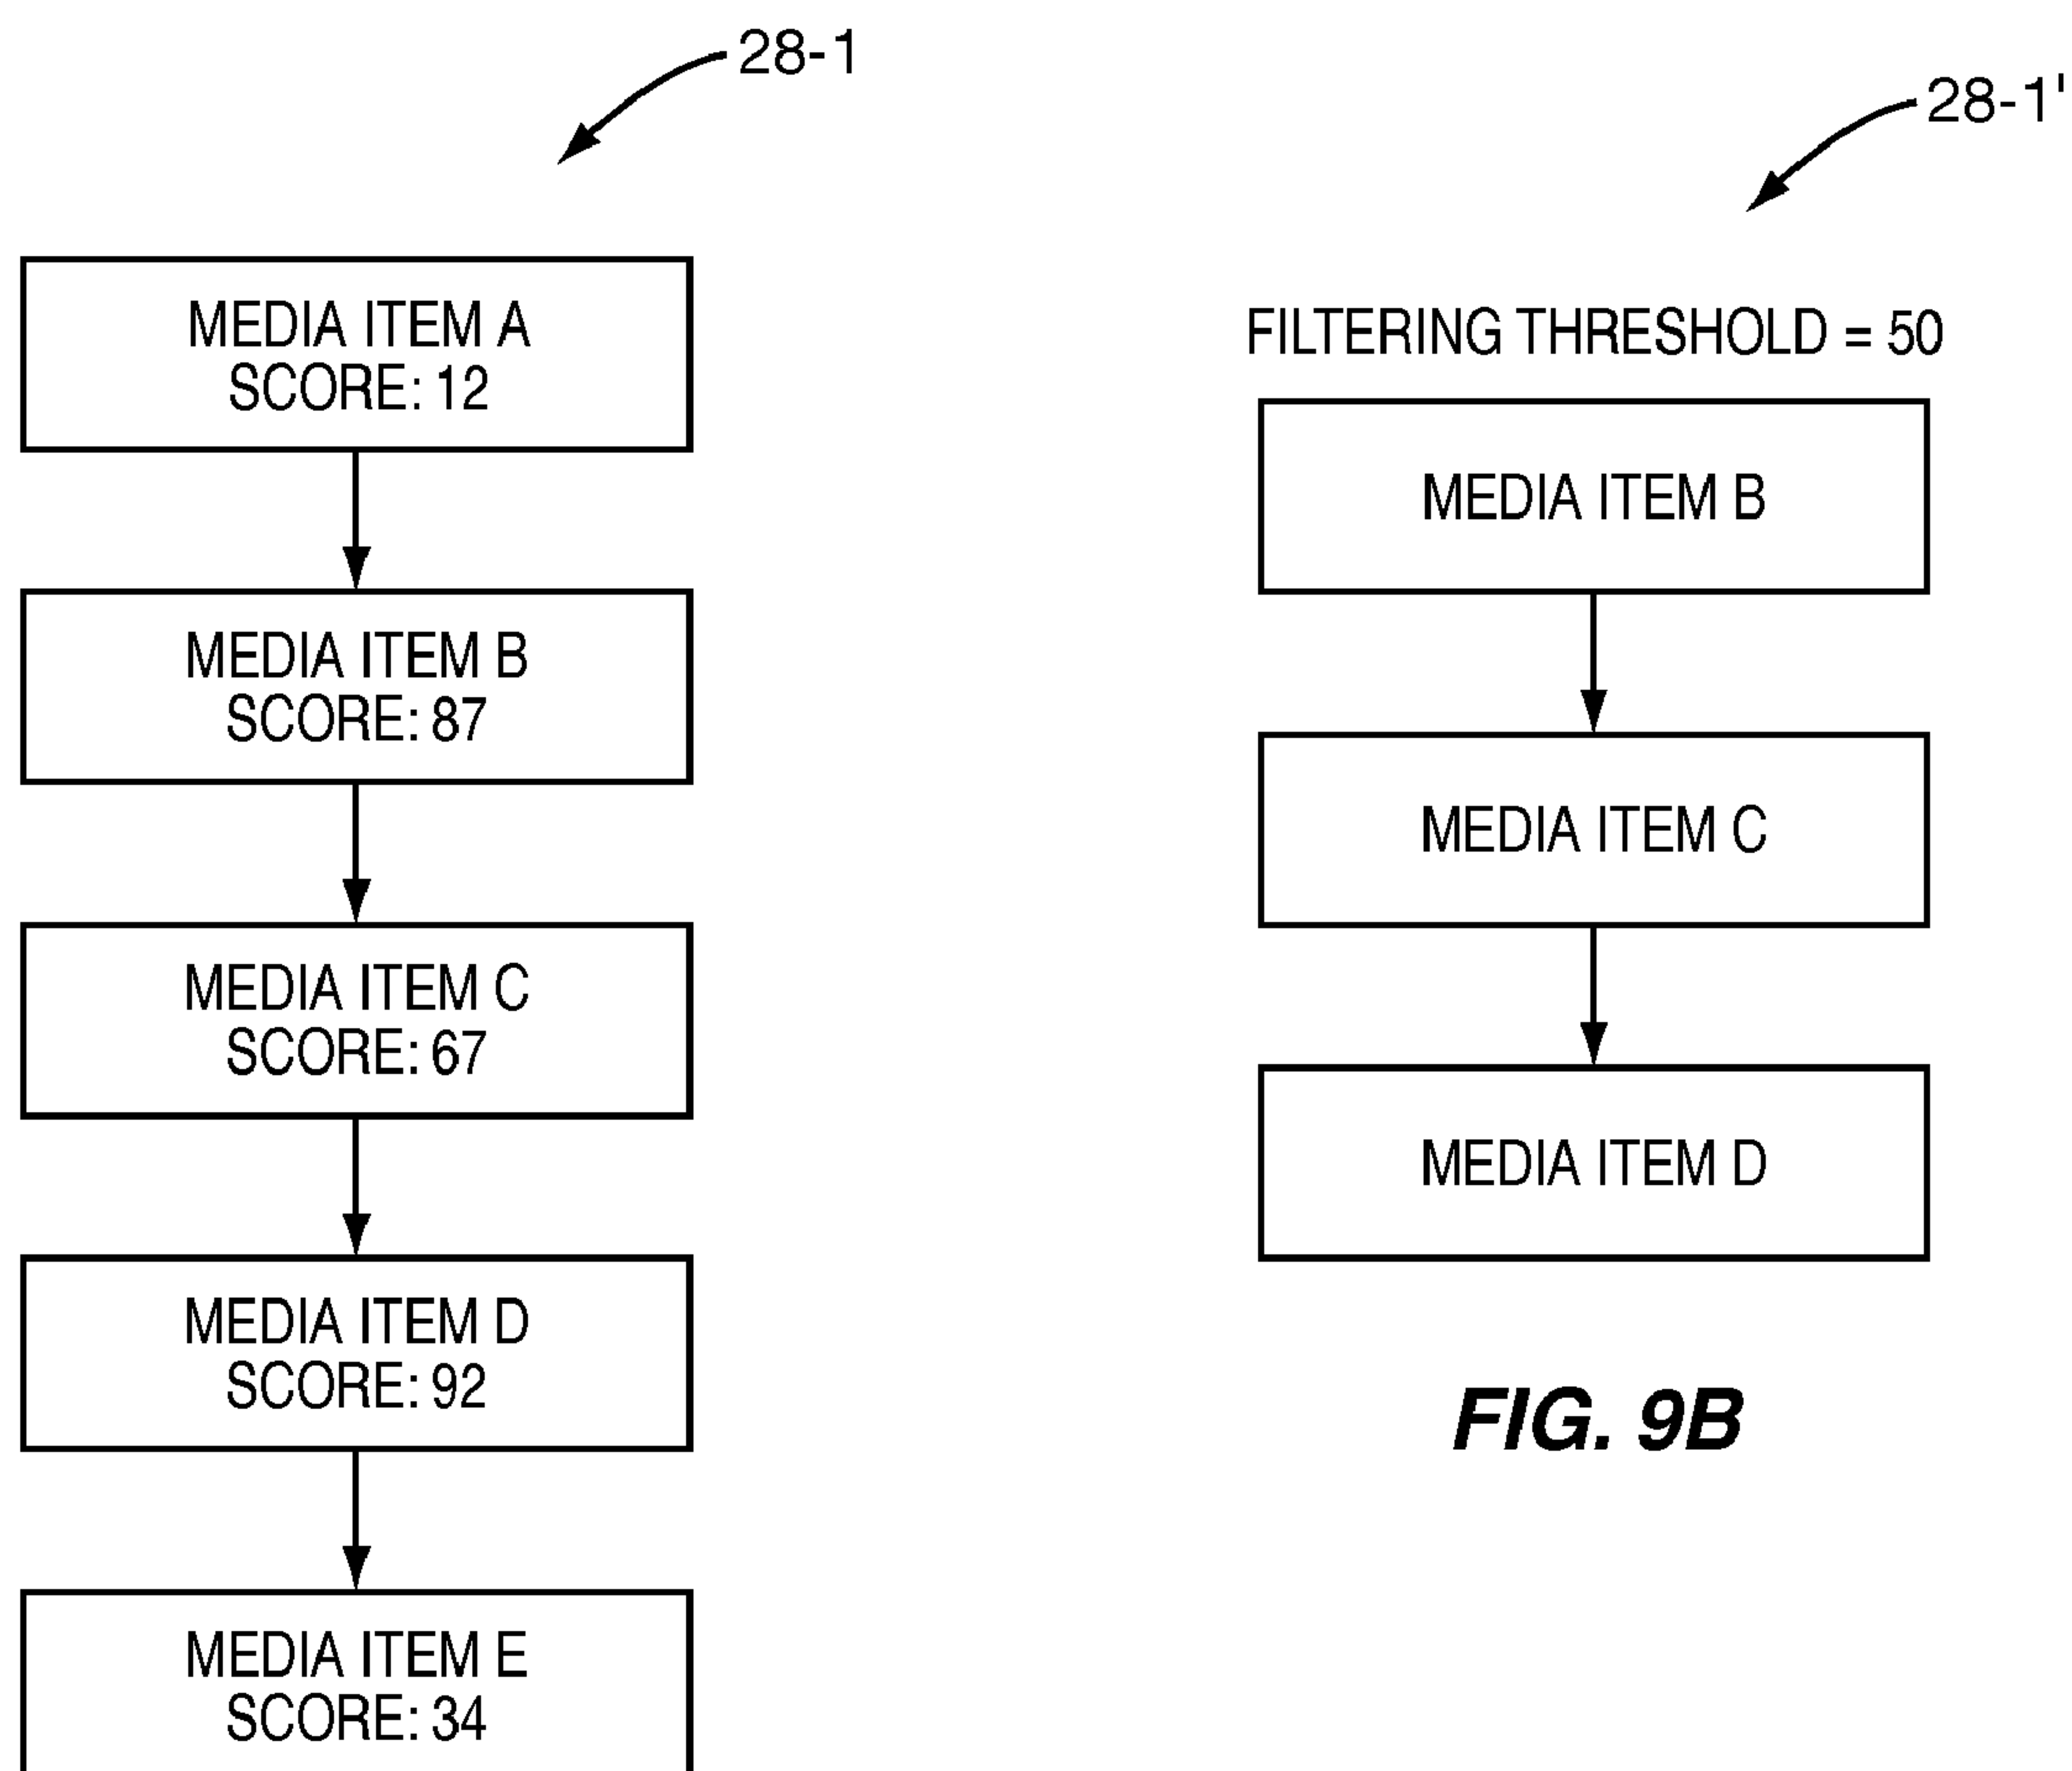 28-1
MEDIA ITEM A
SCORE: 12
MEDIA ITEM B
SCORE: 87
MEDIA ITEM C
SCORE: 67
MEDIA ITEM D
SCORE: 92
MEDIA ITEM E
SCORE: 34
28-1'
FILTERING THRESHOLD = 50
MEDIA ITEM B
MEDIA ITEM C
MEDIA ITEM D
FIG. 9B